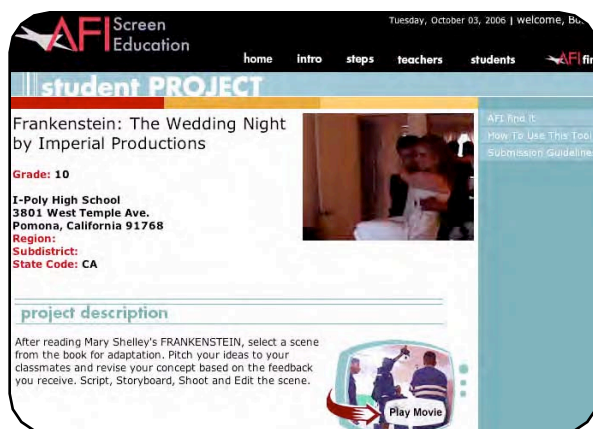 AFI Screen
Education
Tuesday, October 03, 2006 | welcome,
home intro steps teachers students AFI
student PROJECT
Frankenstein: The Wedding Night
by Imperial Productions
Grade: 10
I-Poly High School
3801 West Temple Ave.
Pomona, California 91768
Region:
Subdistrict:
State Code: CA
AFI find it
How To Use This Tool
Submission Guideline
project description
After reading Mary Shelley's FRANKENSTEIN, select a scene
from the book for adaptation. Pitch your ideas to your
classmates and revise your concept based on the feedback
you receive. Script, Storyboard, Shoot and Edit the scene.
Play Movie